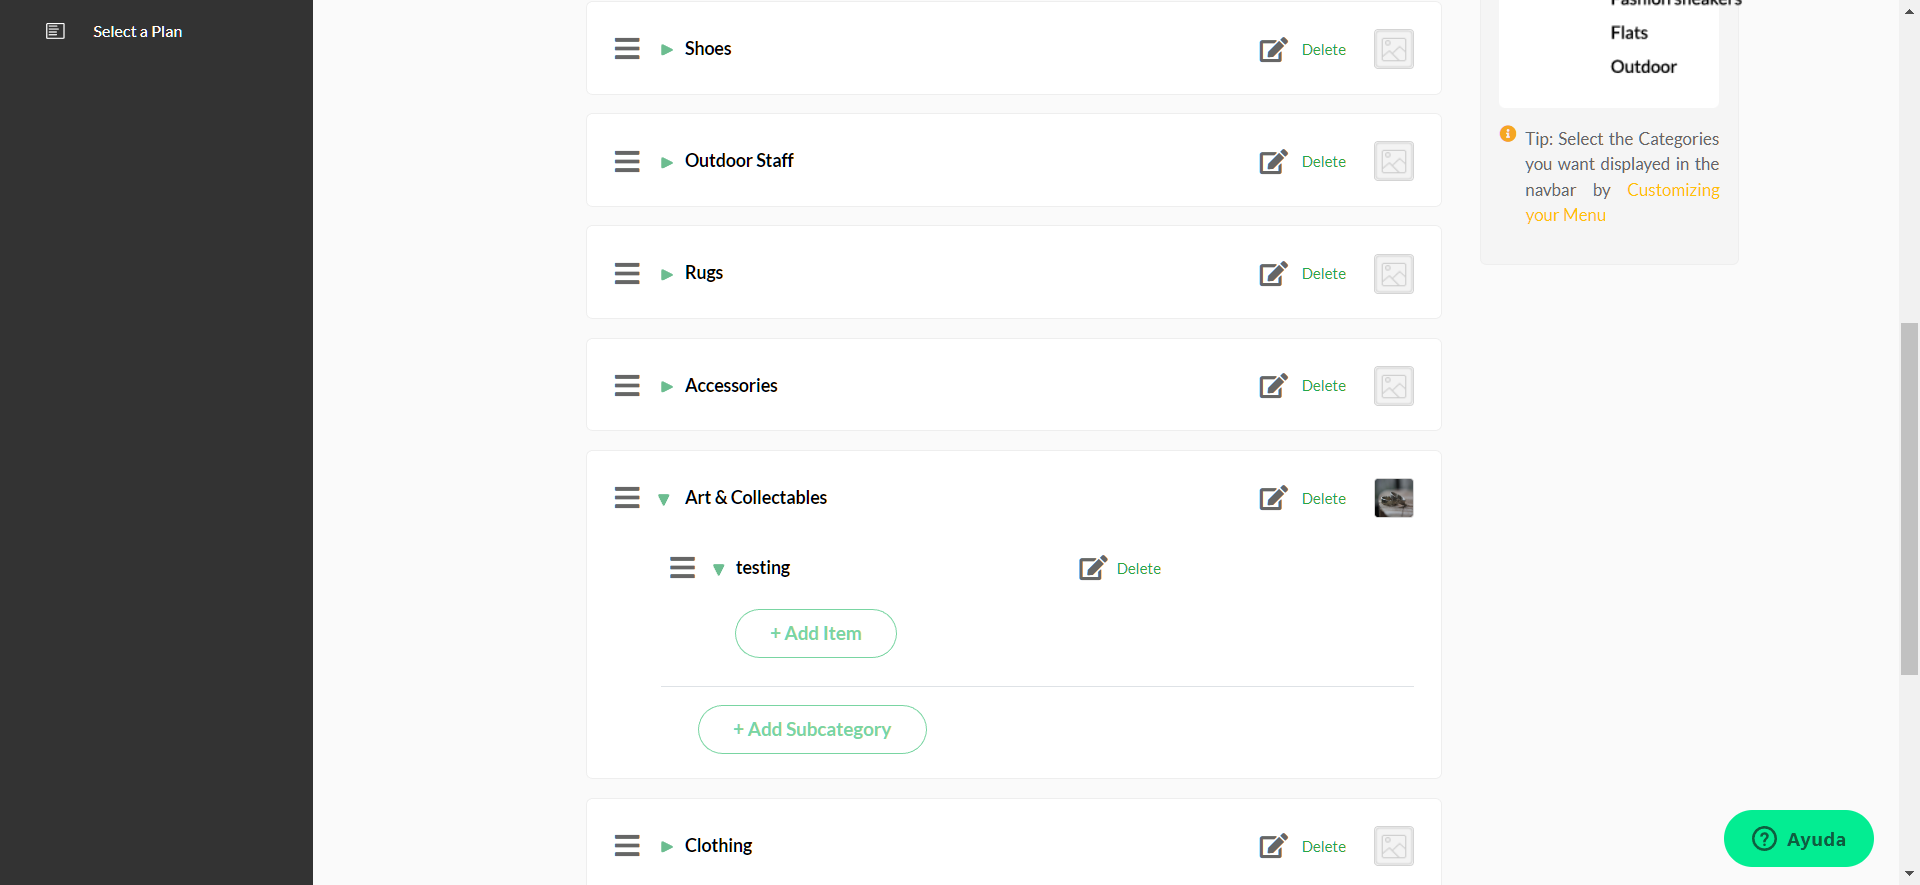 Select a Plan
Shoes
Delete
Outdoor Staff
Delete
Rugs
Delete
Accessories
Delete
Art & Collectables
Delete
testing
Delete
+ Add Item
+ Add Subcategory
Clothing
Delete
Fashion sneakers
Flats
Outdoor
Tip: Select the Categories
you want displayed in the
navbar by Customizing
your Menu
Ayuda